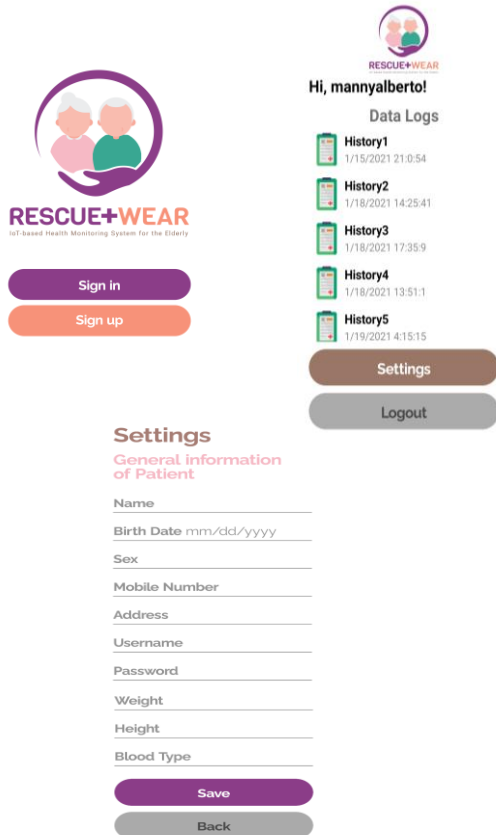 RESCUE+WEAR
IoT-based Health Monitoring System for the Elderly
Sign in
Sign up
RESCUE+WEAR
Hi, mannyalberto!
Data Logs
History1
1/15/2021 21:0:54
History2
1/18/2021 14:25:41
History3
1/18/2021 17:35:9
History4
1/18/2021 13:51:1
History5
1/19/2021 4:15:15
Settings
Logout
Settings
General information
of Patient
Name
Birth Date mm/dd/yyyy
Sex
Mobile Number
Address
Username
Password
Weight
Height
Blood Type
Save
Back